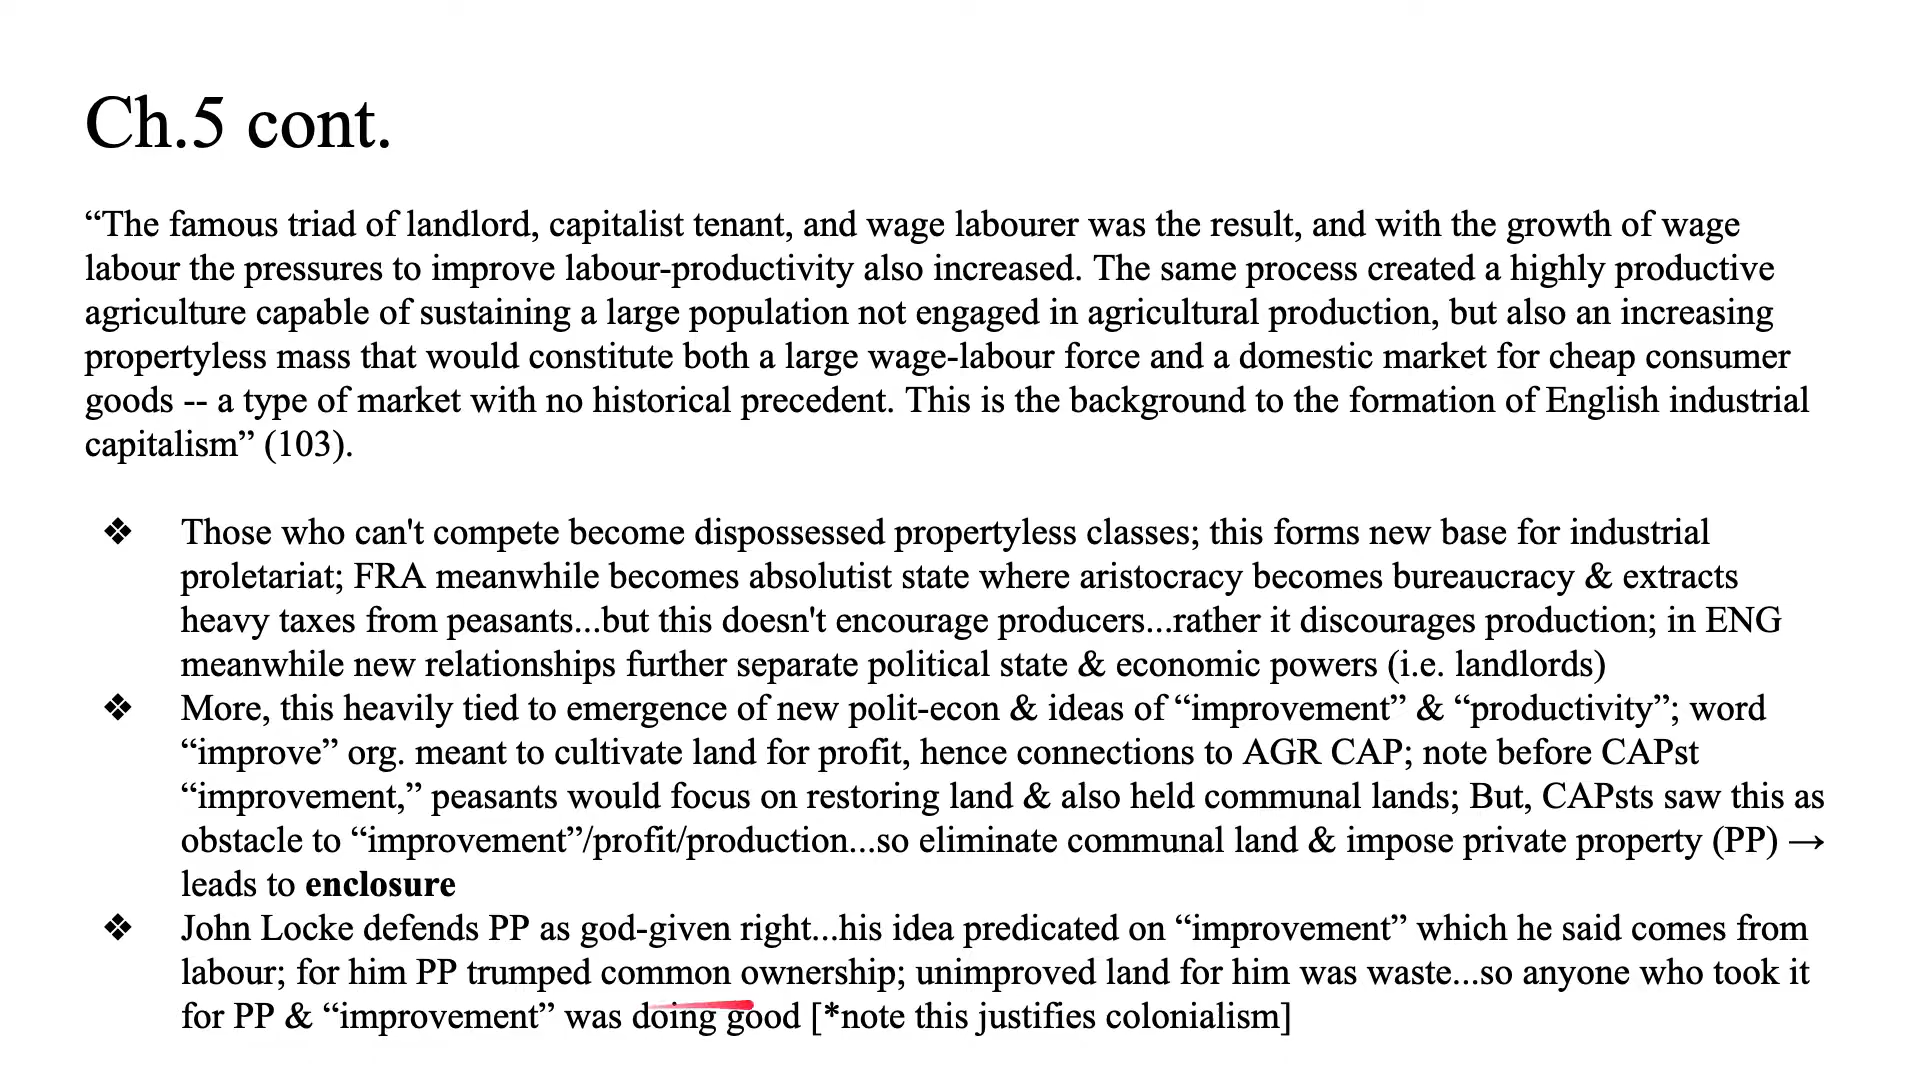 Ch.5 cont.
“The famous triad of landlord, capitalist tenant, and wage labourer was the result, and with the growth of wage
labour the pressures to improve labour-productivity also increased. The same process created a highly productive
agriculture capable of sustaining a large population not engaged in agricultural production, but also an increasing
propertyless mass that would constitute both a large wage-labour force and a domestic market for cheap consumer
goods -- a type of market with no historical precedent. This is the background to the formation of English industrial
capitalism” (103).
❖ Those who can't compete become dispossessed propertyless classes; this forms new base for industrial
proletariat; FRA meanwhile becomes absolutist state where aristocracy becomes bureaucracy & extracts
heavy taxes from peasants...but this doesn't encourage producers...rather it discourages production; in ENG
meanwhile new relationships further separate political state & economic powers (i.e. landlords)
❖ More, this heavily tied to emergence of new polit-econ & ideas of “improvement” & “productivity”; word
“improve” org. meant to cultivate land for profit, hence connections to AGR CAP; note before CAPst
“improvement,” peasants would focus on restoring land & also held communal lands; But, CAPsts saw this as
obstacle to “improvement”/profit/production...so eliminate communal land & impose private property (PP) →
leads to enclosure
❖ John Locke defends PP as god-given right...his idea predicated on “improvement” which he said comes from
labour; for him PP trumped common ownership; unimproved land for him was waste...so anyone who took it
for PP & “improvement” was doing good [*note this justifies colonialism]